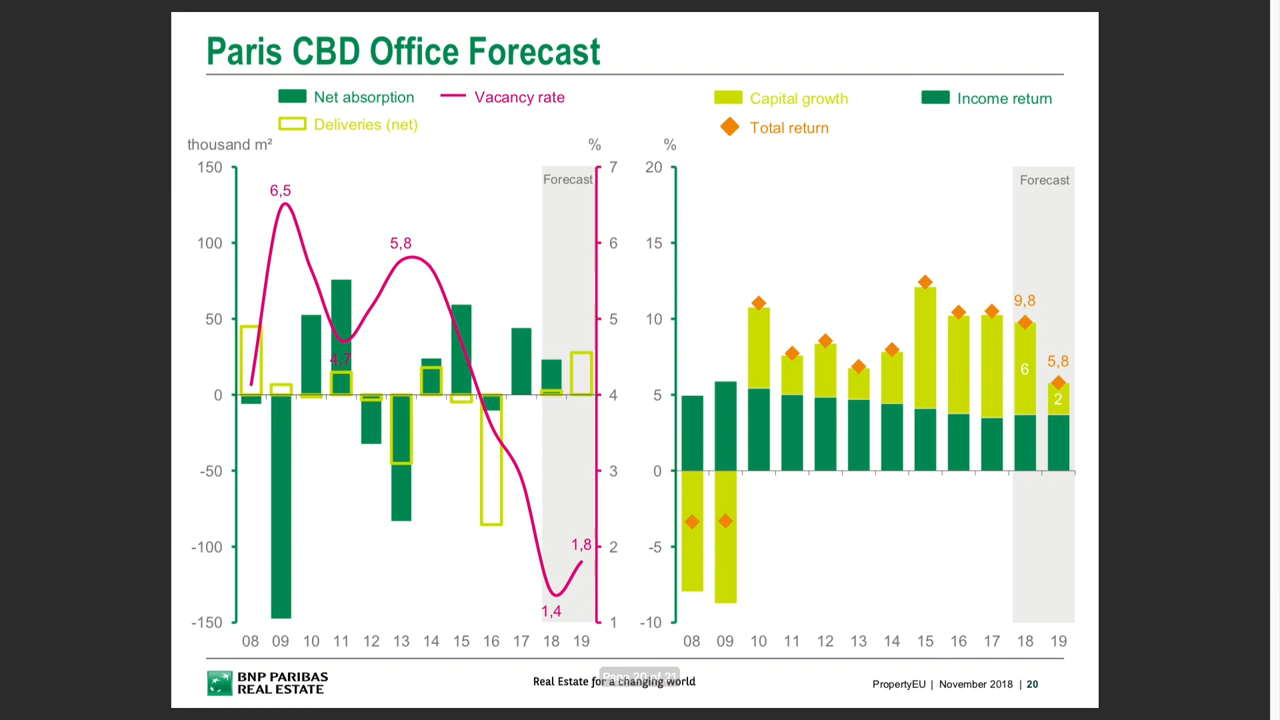 Paris CBD Office Forecast
Net absorption
Vacancy rate
Deliveries (net)
thousand m²
%
150
100
50
0
-50
-100
-150
7
6
5
4
3
2
1
Forecast
6,5
4,7
5,8
1,4
1,8
08 09 10 11 12 13 14 15 16 17 18 19
Capital growth
Income return
Total return
%
20
15
10
5
0
-5
-10
Forecast
9,8
5,8
6
2
08 09 10 11 12 13 14 15 16 17 18 19
BNP PARIBAS
REAL ESTATE
Real Estate for a changing world
Page 20 of 21
PropertyEU | November 2018 | 20